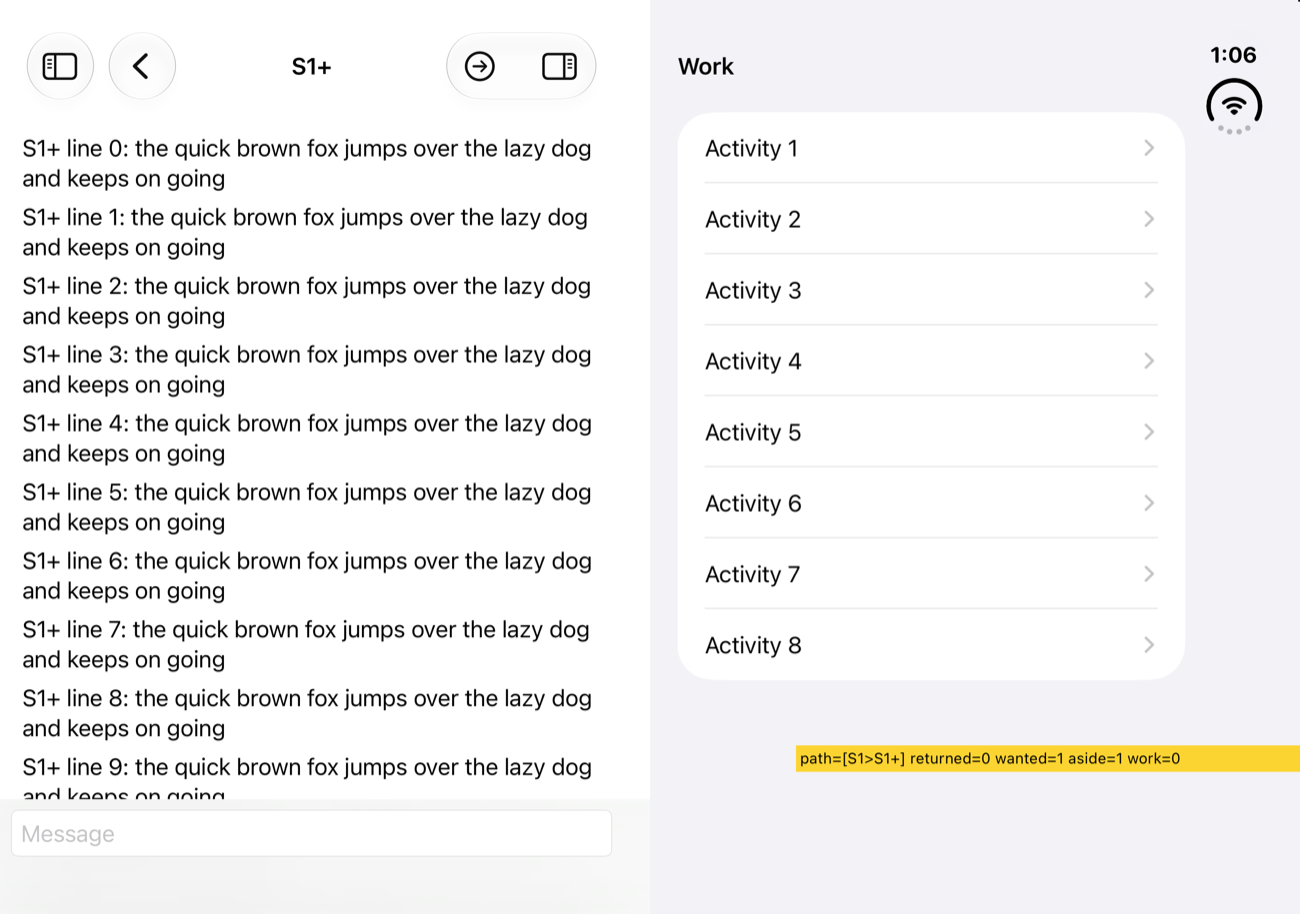 S1+
S1+ line 0: the quick brown fox jumps over the lazy dog
and keeps on going
S1+ line 1: the quick brown fox jumps over the lazy dog
and keeps on going
S1+ line 2: the quick brown fox jumps over the lazy dog
and keeps on going
S1+ line 3: the quick brown fox jumps over the lazy dog
and keeps on going
S1+ line 4: the quick brown fox jumps over the lazy dog
and keeps on going
S1+ line 5: the quick brown fox jumps over the lazy dog
and keeps on going
S1+ line 6: the quick brown fox jumps over the lazy dog
and keeps on going
S1+ line 7: the quick brown fox jumps over the lazy dog
and keeps on going
S1+ line 8: the quick brown fox jumps over the lazy dog
and keeps on going
S1+ line 9: the quick brown fox jumps over the lazy dog
and keeps on going
Message
Work
1:06
Activity 1
Activity 2
Activity 3
Activity 4
Activity 5
Activity 6
Activity 7
Activity 8
path=[S1>S1+] returned=0 wanted=1 aside=1 work=0